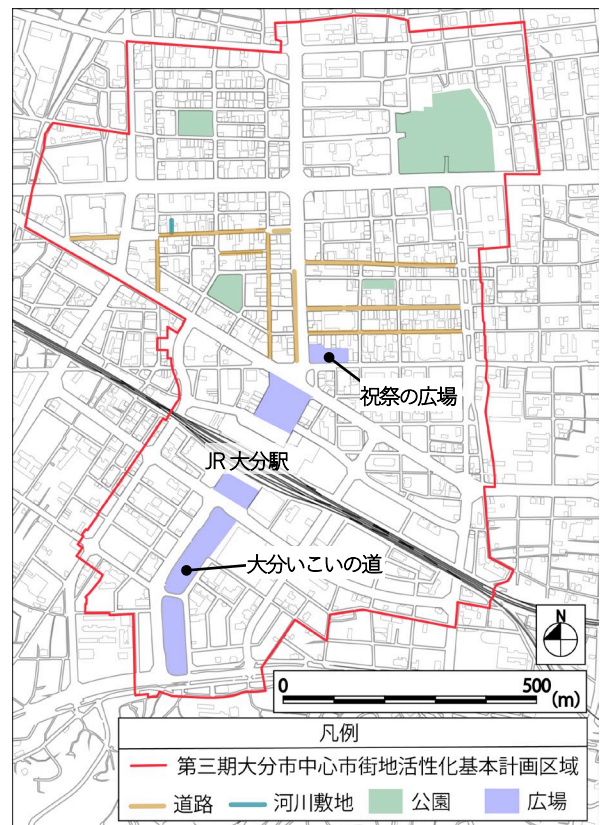 祝祭の広場
JR 大分駅
大分いこいの道
N
0 500 (m)
凡例
第三期大分市中心市街地活性化基本計画区域
道路 河川敷地 公園 広場